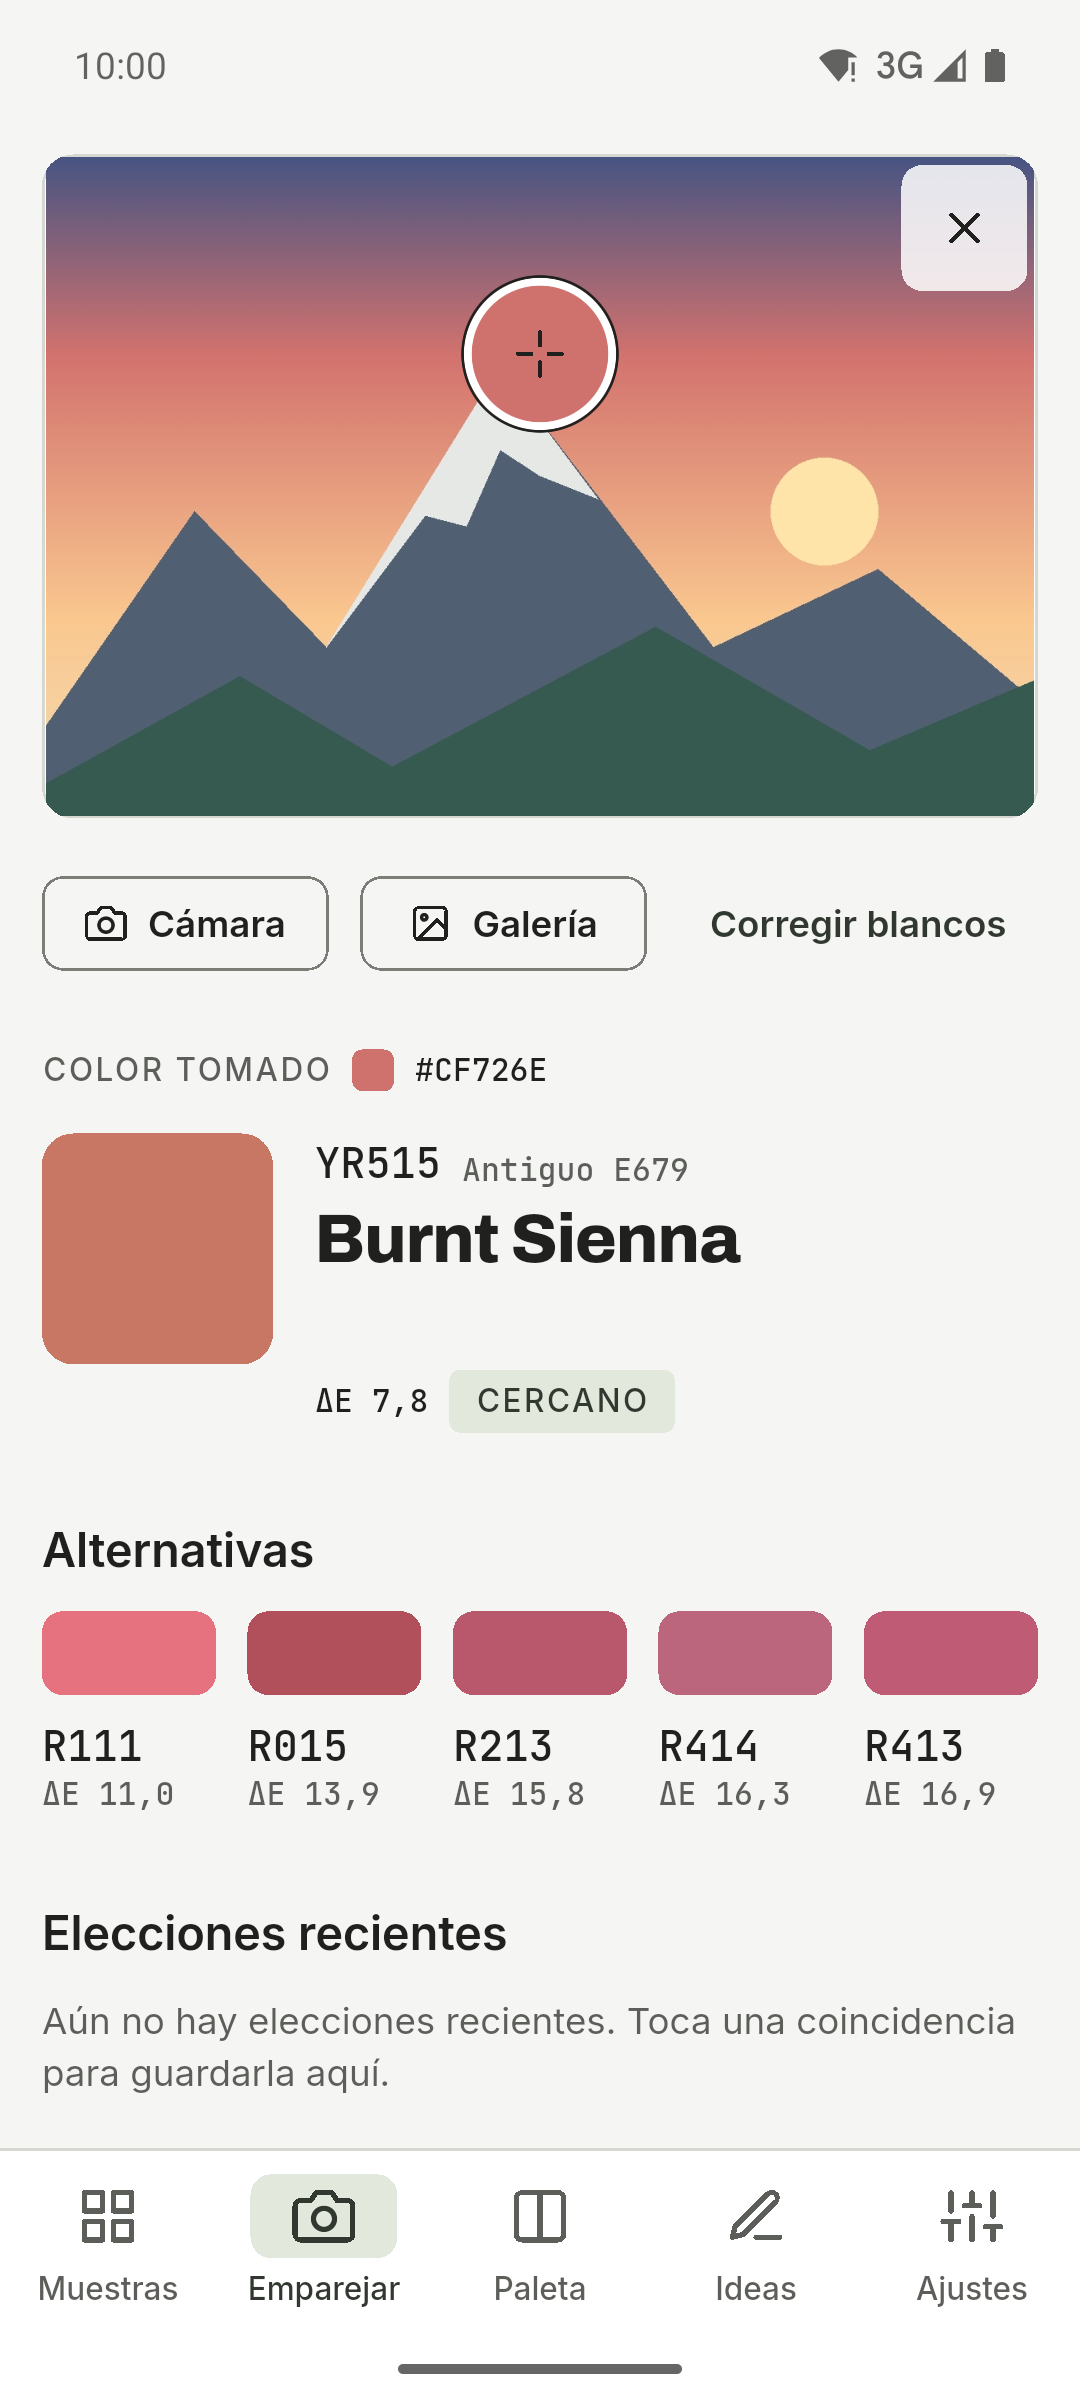 10:00
3G
Cámara
Galería
Corregir blancos
COLOR TOMADO
#CF726E
YR515 Antiguo E679
Burnt Sienna
ΔE 7,8 CERCANO
Alternativas
R111 R015 R213 R414 R413
ΔE 11,0 ΔE 13,9 ΔE 15,8 ΔE 16,3 ΔE 16,9
Elecciones recientes
Aún no hay elecciones recientes. Toca una coincidencia
para guardarla aquí.
Muestras Emparejar Paleta Ideas Ajustes